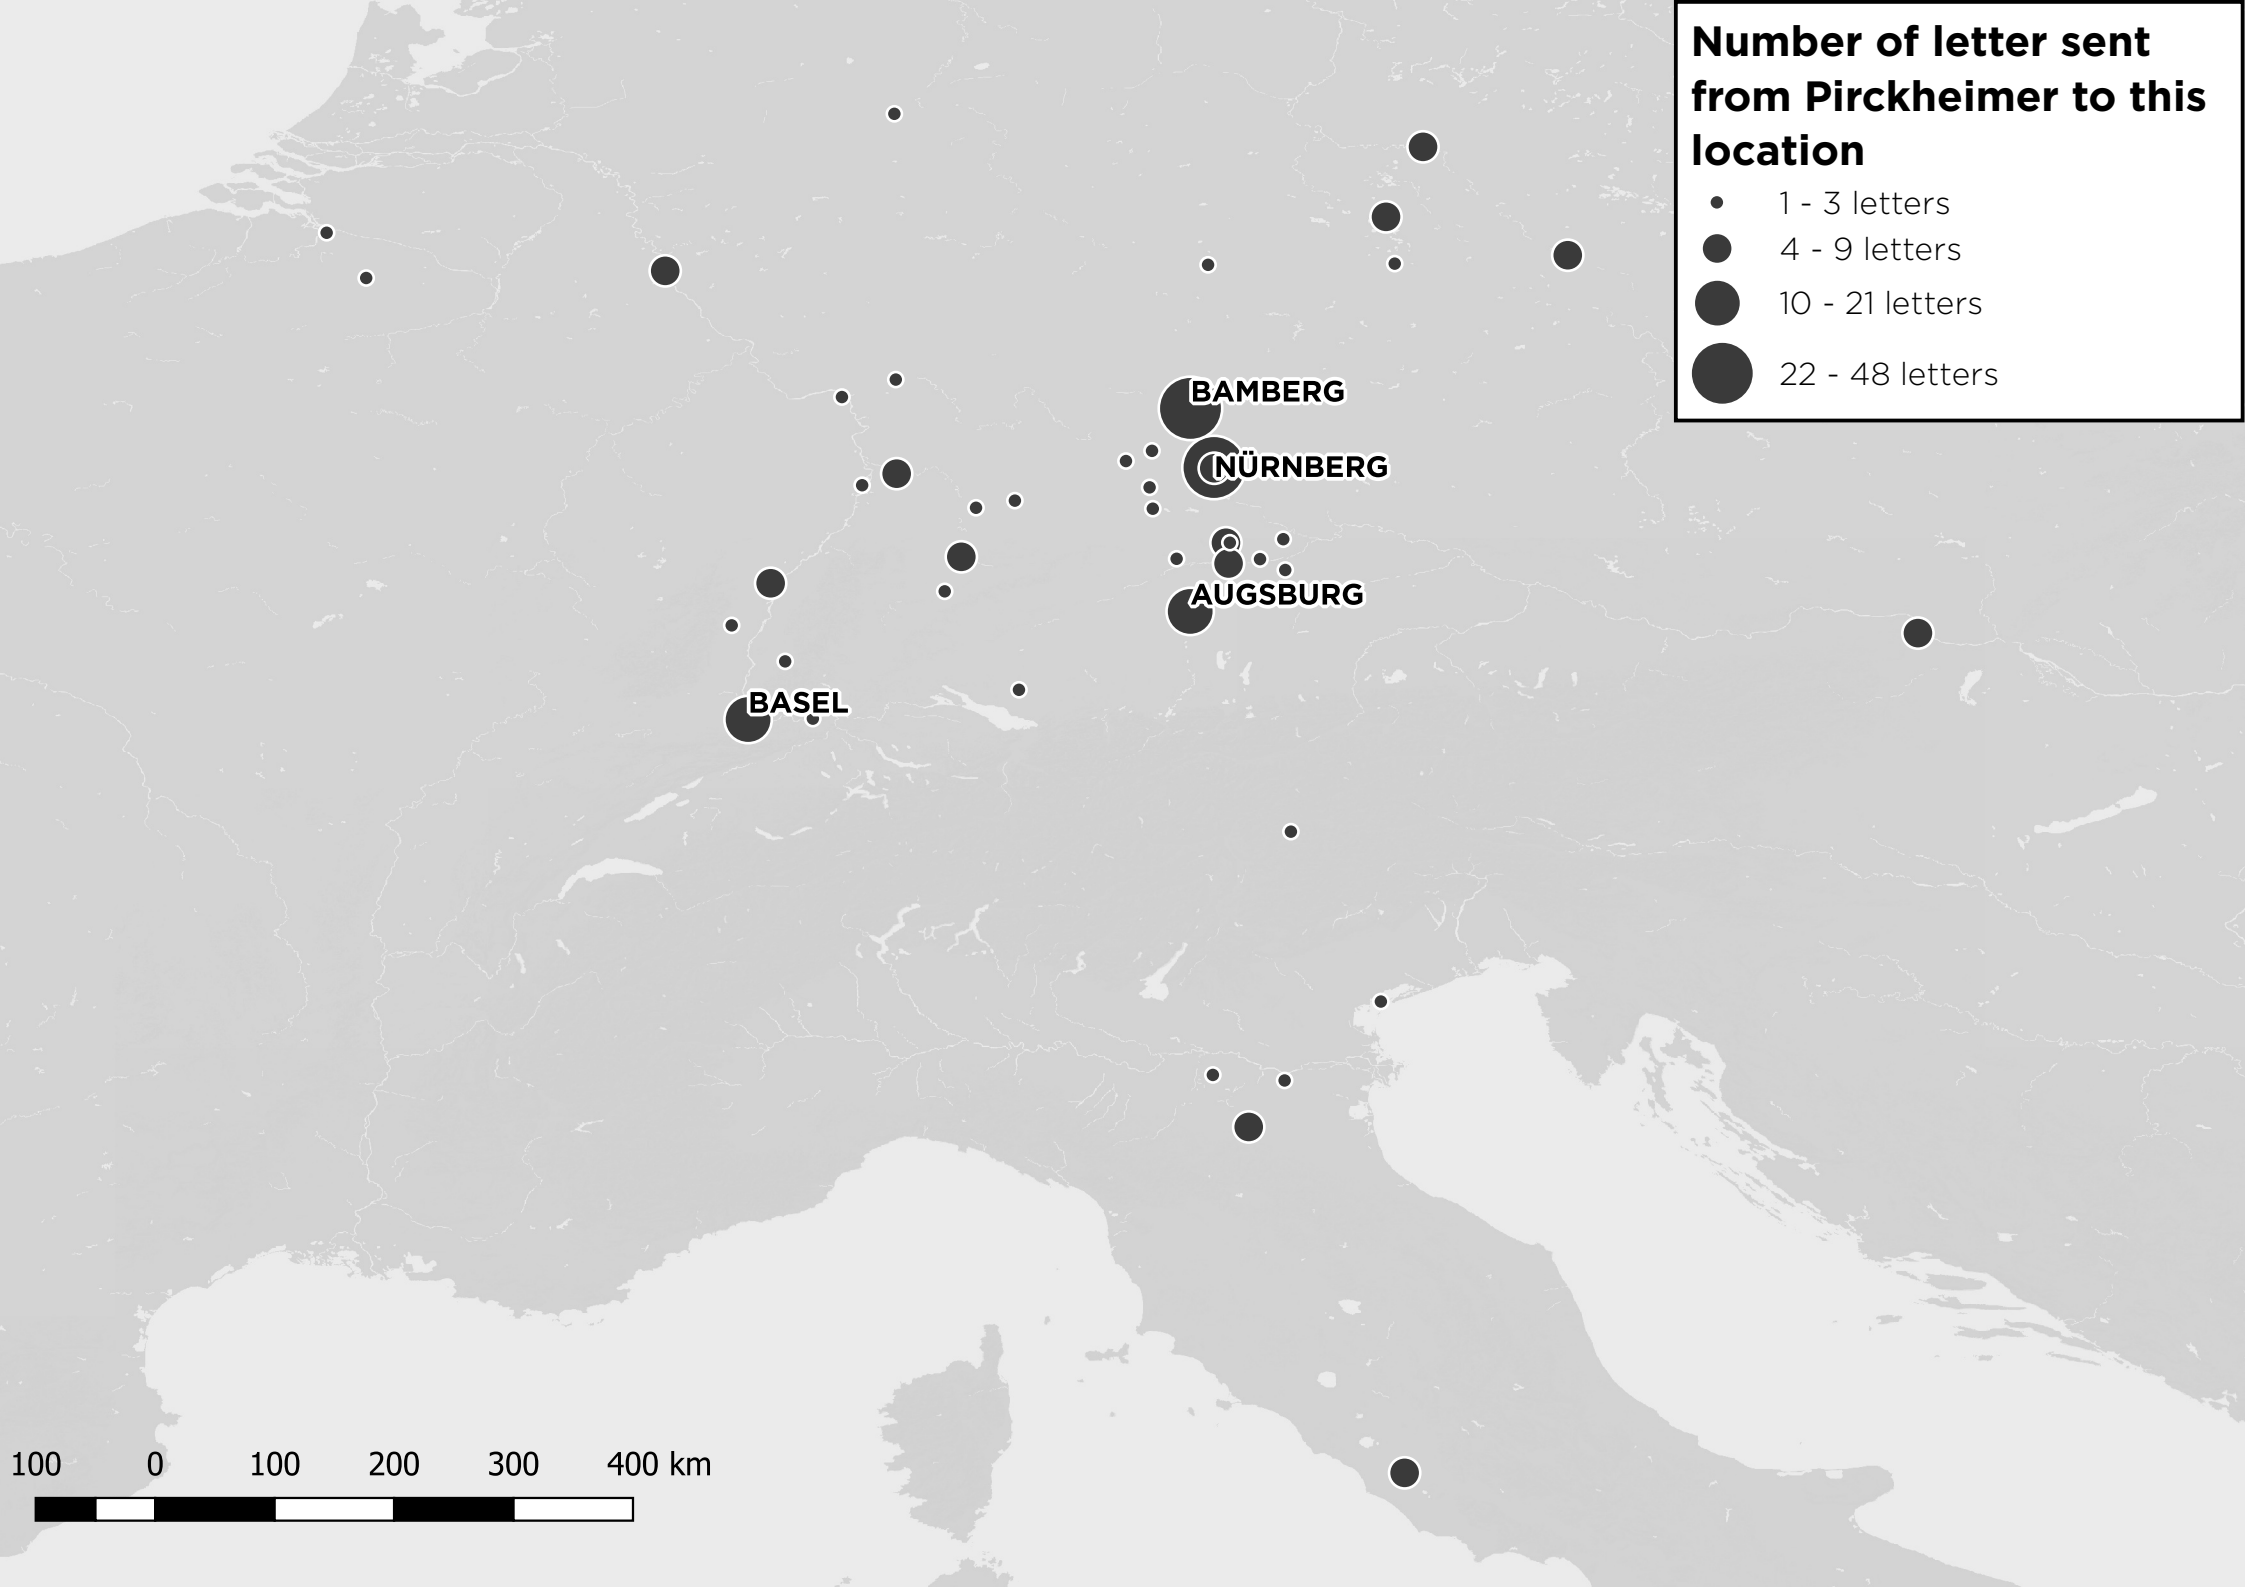 Number of letter sent
from Pirckheimer to this
location
1 - 3 letters
4 - 9 letters
10 - 21 letters
22 - 48 letters
BAMBERG
NÜRNBERG
AUGSBURG
BASEL
100 0 100 200 300 400 km